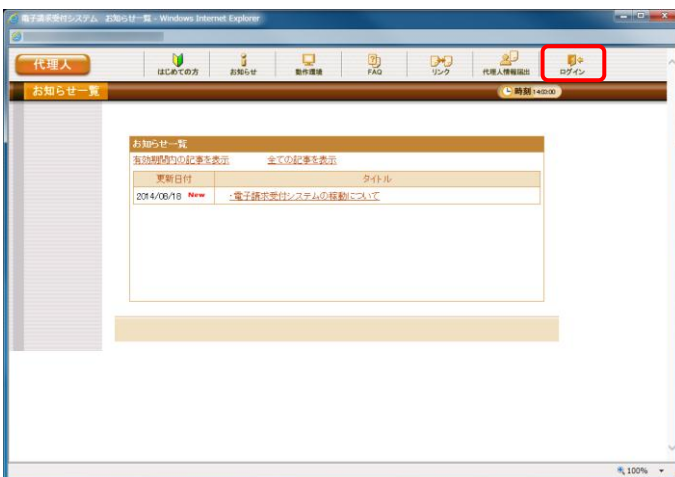 電子請求受付システム お知らせ一覧 - Windows Internet Explorer
代理人
はじめての方 お知らせ 動作環境 FAQ リンク 代理人情報届出 ログイン
お知らせ一覧
時刻 14:00:00
お知らせ一覧
有効期間内の記事を表示 全ての記事を表示
更新日付 タイトル
2014/08/18 New ・電子請求受付システムの稼動について
100%